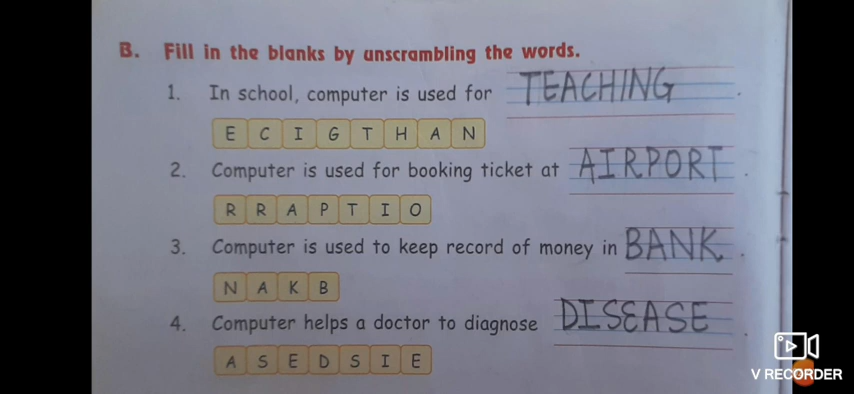 B. Fill in the blanks by unscrambling the words.
1. In school, computer is used for TEACHING .
E C I G T H A N
2. Computer is used for booking ticket at AIRPORT .
R R A P T I O
3. Computer is used to keep record of money in BANK .
N A K B
4. Computer helps a doctor to diagnose DISEASE .
A S E D S I E
V RECORDER